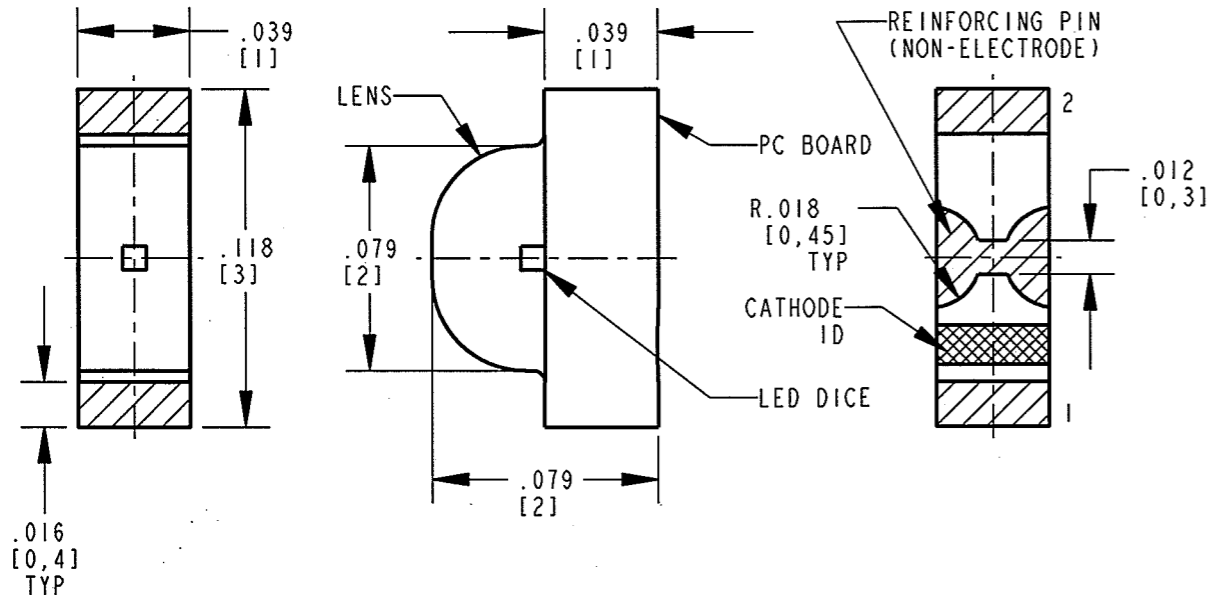 .039
[1]
.118
[3]
.016
[0,4]
TYP
LENS
.039
[1]
PC BOARD
.079
[2]
LED DICE
.079
[2]
REINFORCING PIN
(NON-ELECTRODE)
2
.012
[0,3]
R.018
[0,45]
TYP
CATHODE
ID
1